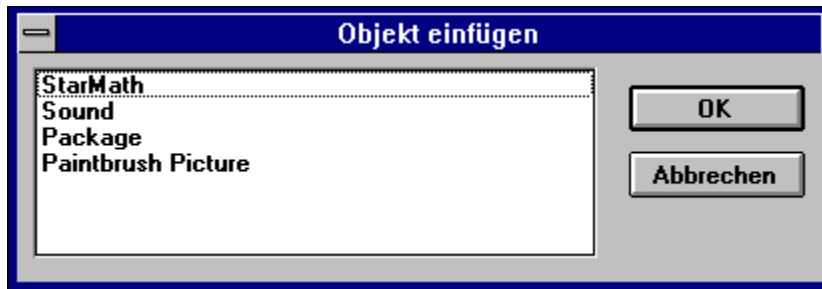 Objekt einfügen
StarMath
Sound
Package
Paintbrush Picture
OK
Abbrechen